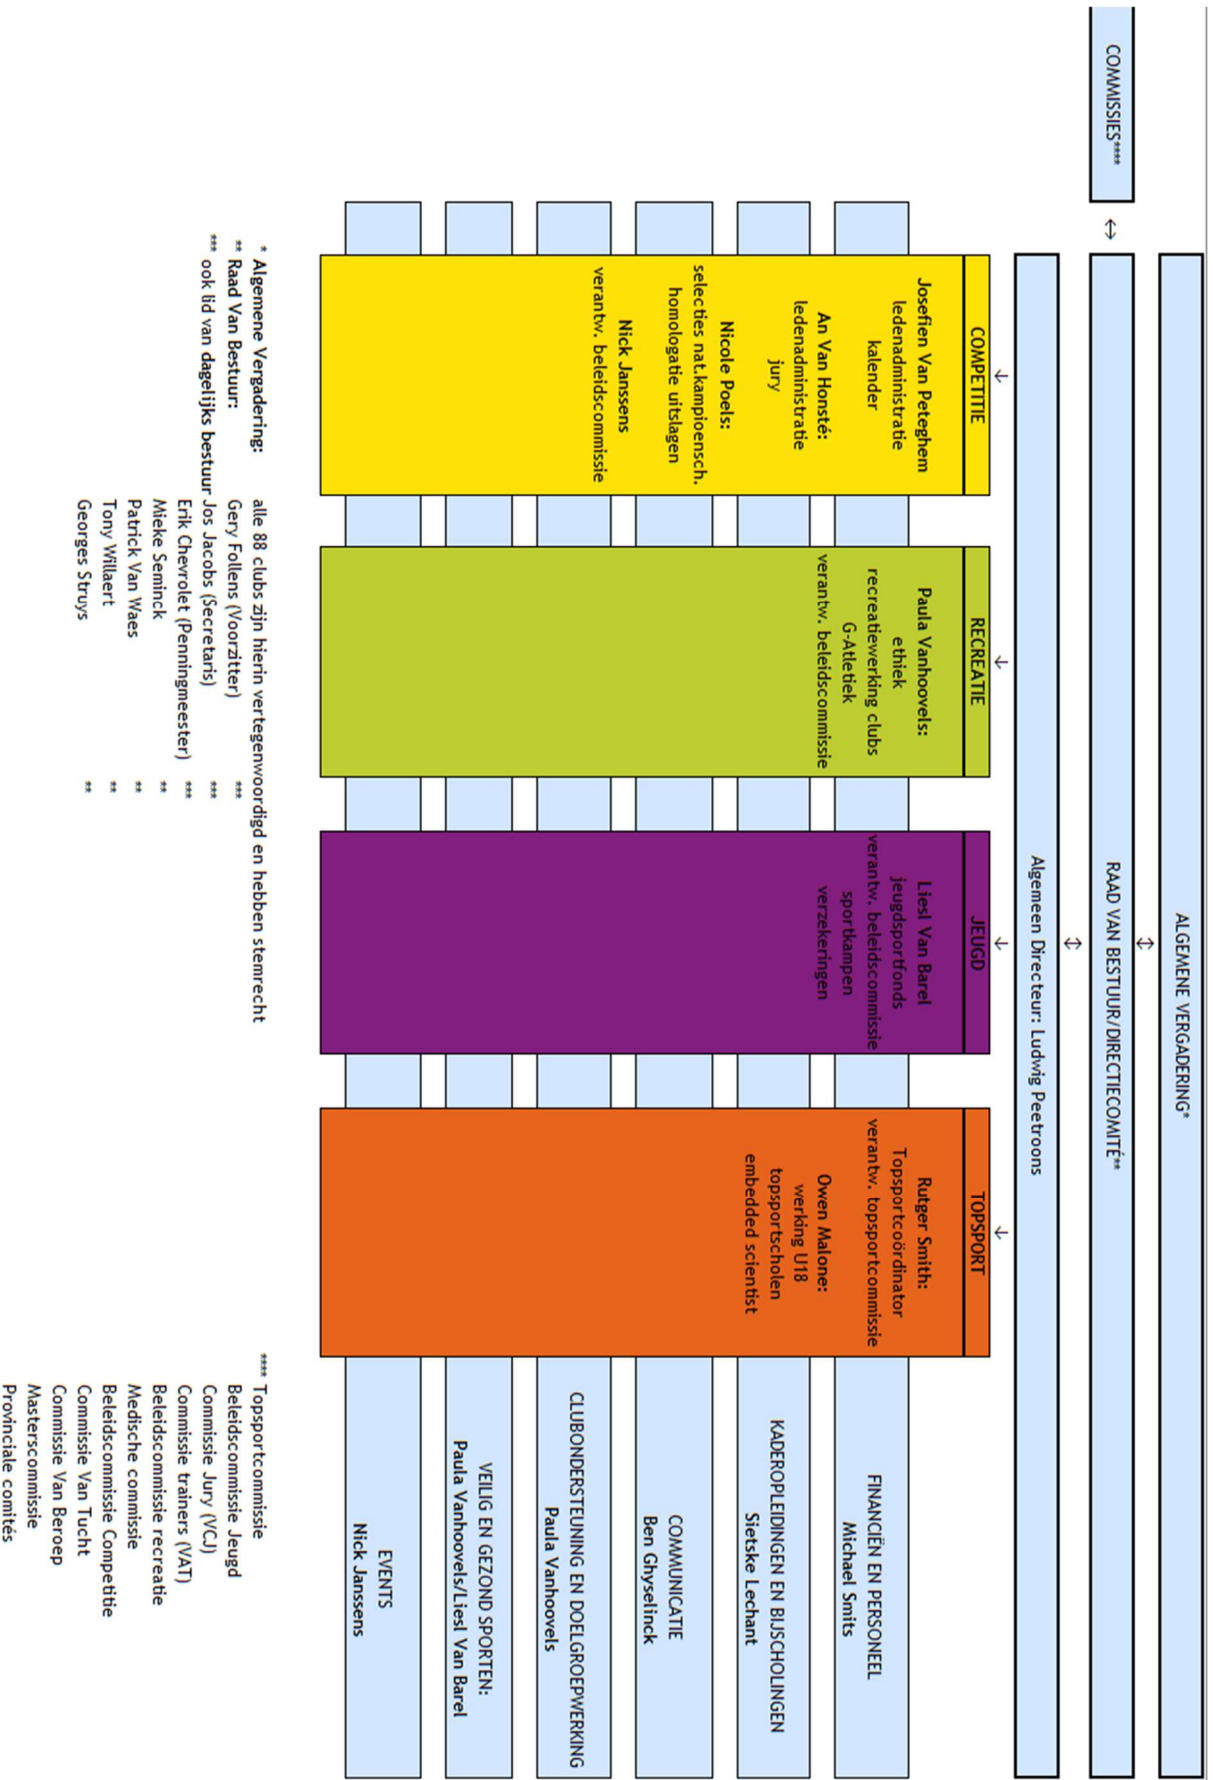 ALGEMENE VERGADERING*
↕
COMMISSIES****
↔
RAAD VAN BESTUUR/DIRECTIECOMITÉ**
↕
Algemeen Directeur: Ludwig Peetroons
↓
↓
↓
↓
COMPETITIE
Josefien Van Peteghem
ledenadministratie
kalender
An Van Honsté:
ledenadministratie
jury
Nicole Poels:
selecties nat.kampioensch.
homologatie uitslagen
Nick Janssens
verantw. beleidscommissie
RECREATIE
Paula Vanhoovels:
ethiek
recreatiewerking clubs
G-Atletiek
verantw. beleidscommissie
JEUGD
Liesl Van Barel
jeugdsportfonds
verantw. beleidscommissie
sportkampen
verzekeringen
TOPSPORT
Rutger Smith:
Topsportcoördinator
verantw. topsportcommissie
Owen Malone:
werking U18
topsportscholen
embedded scientist
FINANCIËN EN PERSONEEL
Michael Smits
KADEROPLEIDINGEN EN BIJSCHOLINGEN
Sietske Lechant
COMMUNICATIE
Ben Ghyselinck
CLUBONDERSTEUNING EN DOELGROEPWERKING
Paula Vanhoovels
VEILIG EN GEZOND SPORTEN:
Paula Vanhoovels/Liesl Van Barel
EVENTS
Nick Janssens
* Algemene Vergadering: alle 88 clubs zijn hierin vertegenwoordigd en hebben stemrecht
** Raad Van Bestuur: Gery Follens (Voorzitter) ***
*** ook lid van dagelijks bestuur Jos Jacobs (Secretaris) ***
Erik Chevrolet (Penningmeester) ***
Mieke Seminck **
Patrick Van Waes **
Tony Willaert **
Georges Struys **
**** Topsportcommissie
Beleidscommissie Jeugd
Commissie Jury (VCJ)
Commissie trainers (VAT)
Beleidscommissie recreatie
Medische commissie
Beleidscommissie Competitie
Commissie Van Tucht
Commissie Van Beroep
Masterscommissie
Provinciale comités